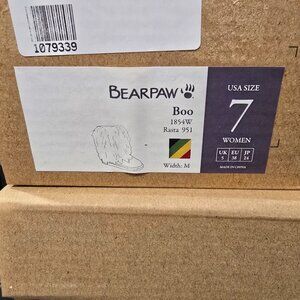 1079339
BEARPAW
Boo
1854W
Rasta 951
Width: M
USA SIZE
7
WOMEN
UK EU JP
5 38 24
MADE IN CHINA